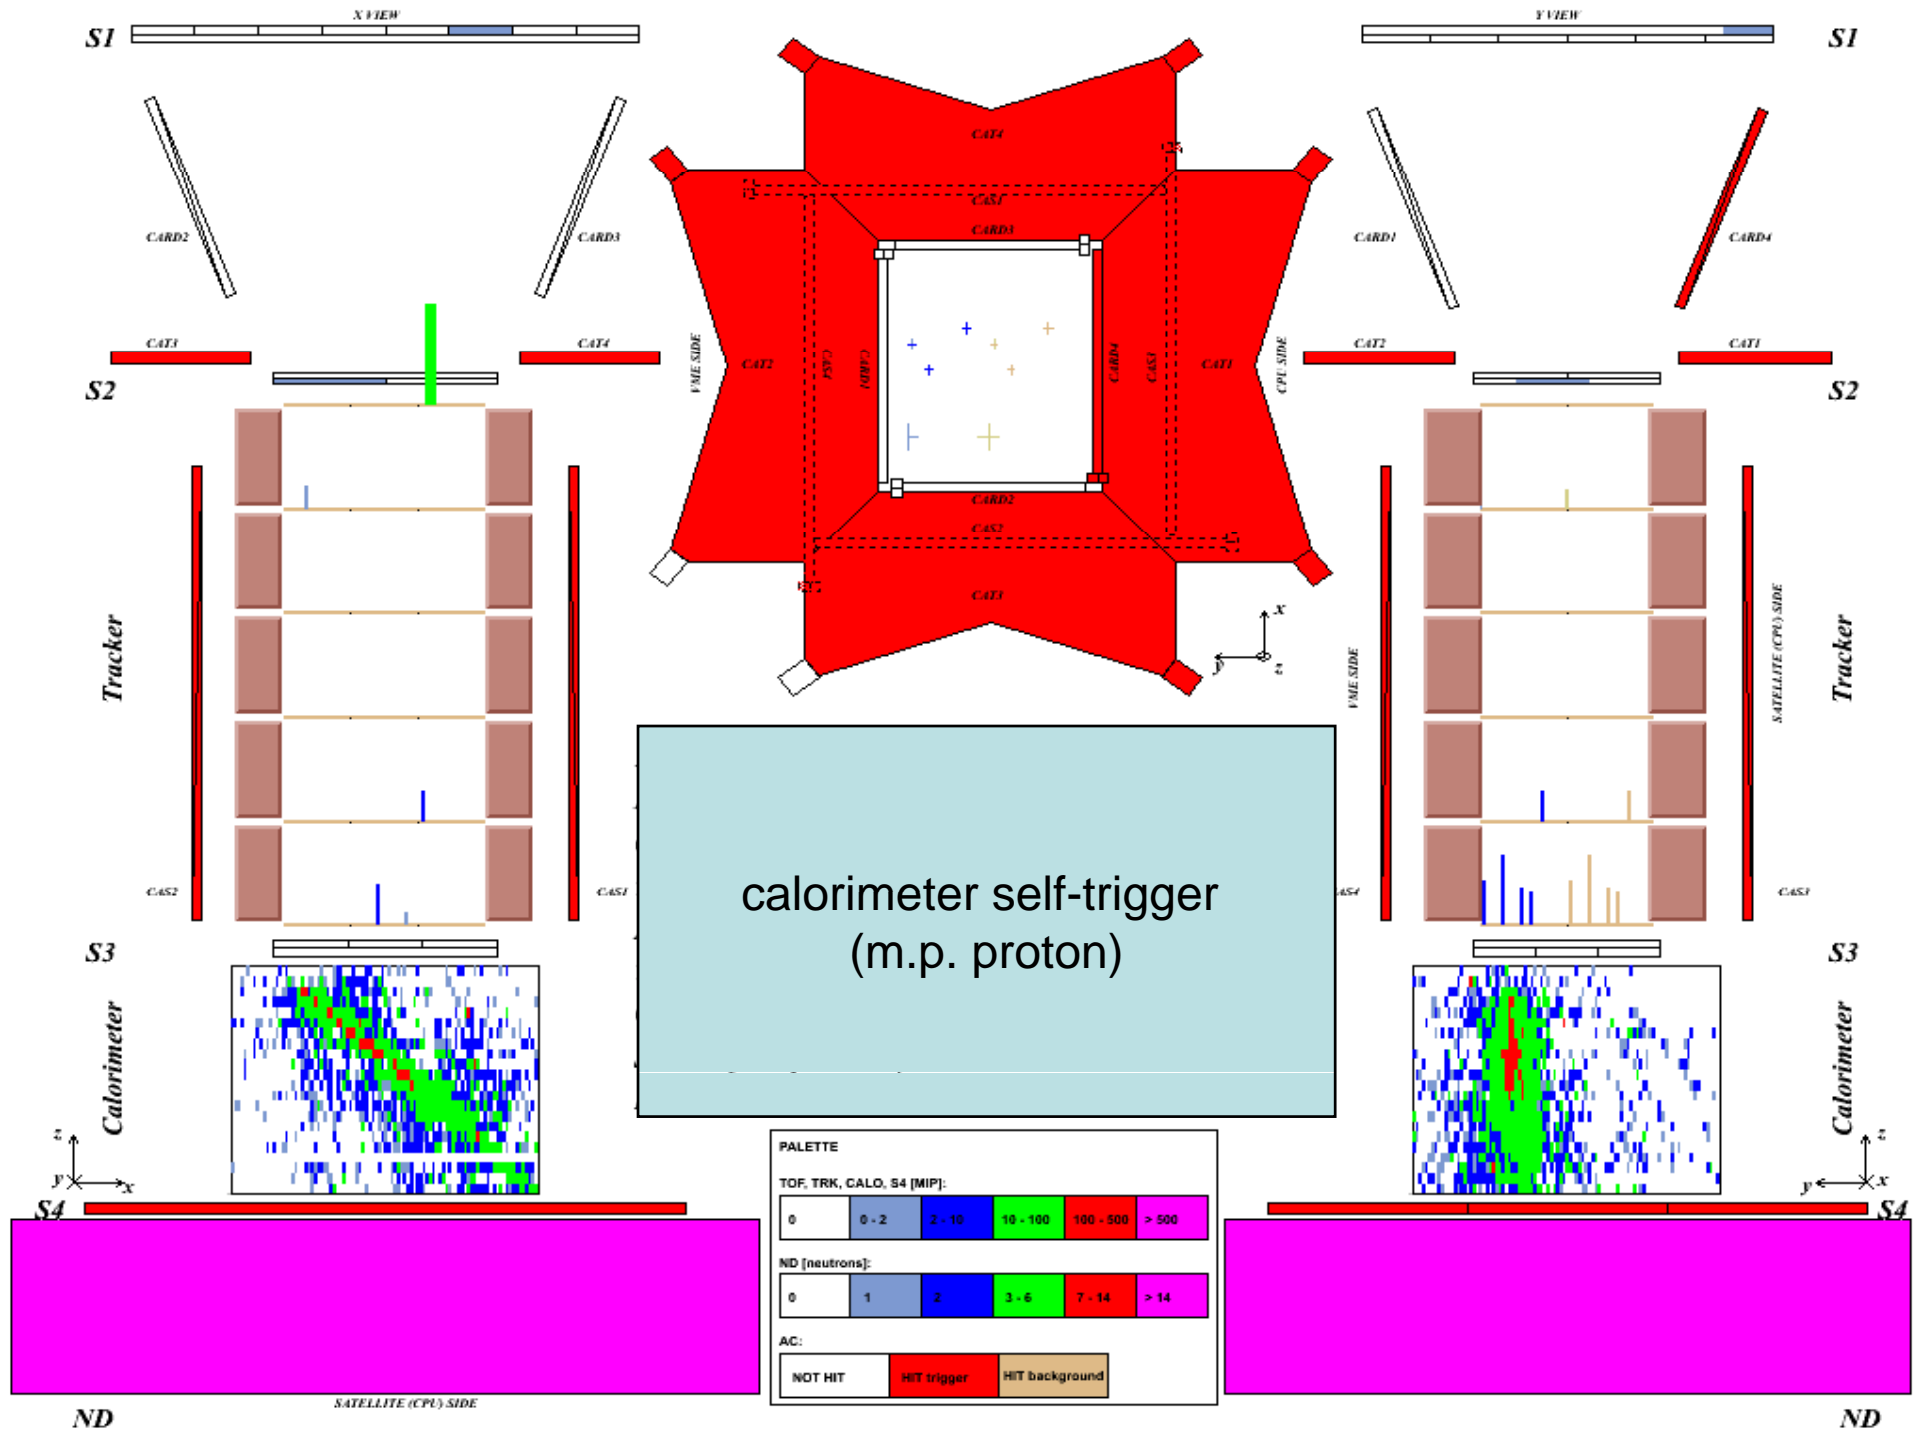 X VIEW
Y VIEW
S1
S1
CAT4
CAS1
CARD3
CARD2
CARD3
CARD1
CARD4
CAT3
CAT4
VME SIDE
CAT2
CAS4
CARD1
CARD4
CAS3
CAT1
CPU SIDE
CAT2
CAT1
S2
S2
CARD2
CAS2
CAT3
x
y
z
Tracker
VME SIDE
SATELLITE (CPU) SIDE
Tracker
CAS2
CAS1
calorimeter self-trigger
(m.p. proton)
AS4
CAS3
S3
S3
Calorimeter
Calorimeter
z
y
x
z
y
x
S4
S4
PALETTE
TOF, TRK, CALO, S4 [MIP]:
0
0 - 2
2 - 10
10 - 100
100 - 500
> 500
ND [neutrons]:
0
1
2
3 - 6
7 - 14
> 14
AC:
NOT HIT
HIT trigger
HIT background
SATELLITE (CPU) SIDE
ND
ND